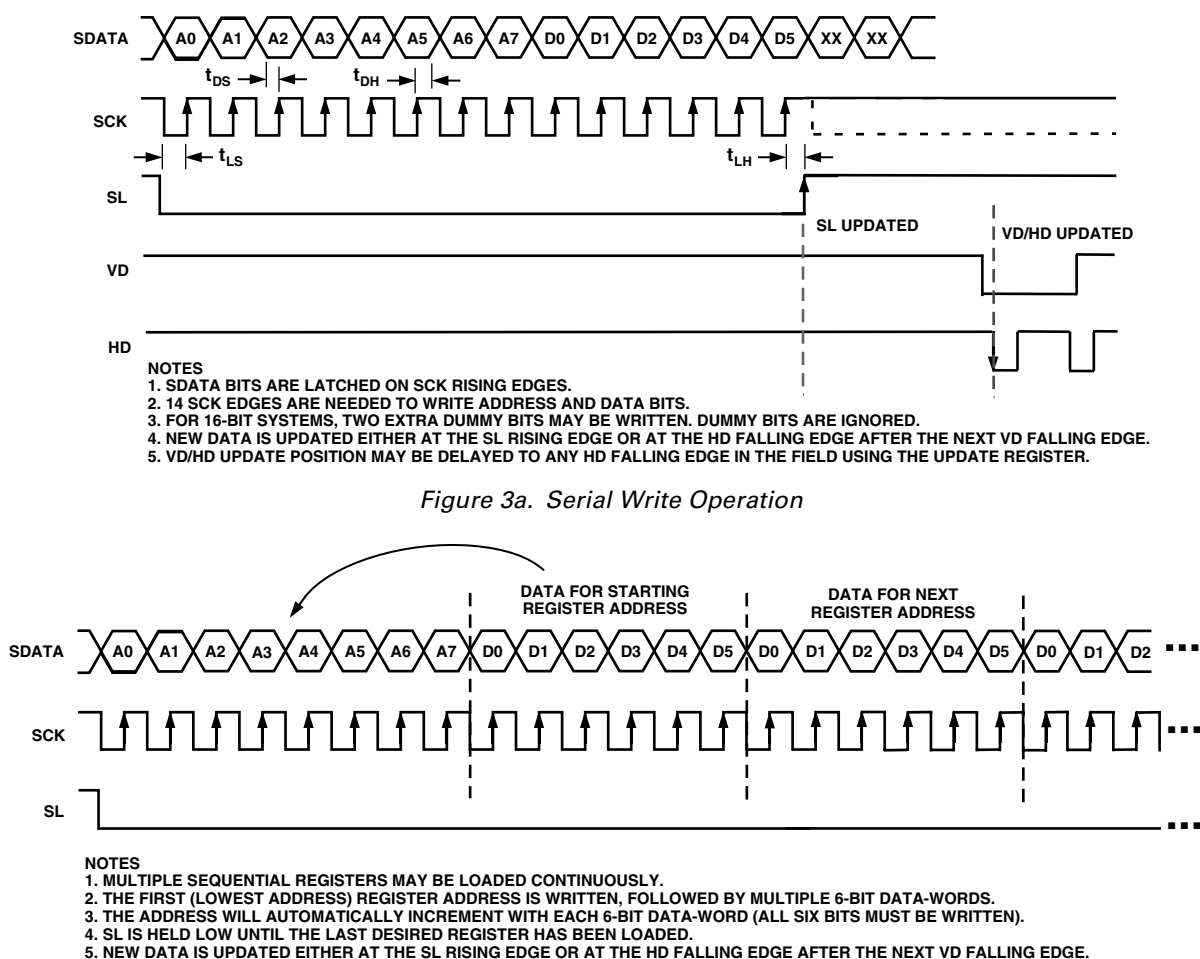 SDATA A0 A1 A2 A3 A4 A5 A6 A7 D0 D1 D2 D3 D4 D5 XX XX
tDS tDH
SCK
tLS tLH
SL
SL UPDATED VD/HD UPDATED
VD
HD
NOTES
1. SDATA BITS ARE LATCHED ON SCK RISING EDGES.
2. 14 SCK EDGES ARE NEEDED TO WRITE ADDRESS AND DATA BITS.
3. FOR 16-BIT SYSTEMS, TWO EXTRA DUMMY BITS MAY BE WRITTEN. DUMMY BITS ARE IGNORED.
4. NEW DATA IS UPDATED EITHER AT THE SL RISING EDGE OR AT THE HD FALLING EDGE AFTER THE NEXT VD FALLING EDGE.
5. VD/HD UPDATE POSITION MAY BE DELAYED TO ANY HD FALLING EDGE IN THE FIELD USING THE UPDATE REGISTER.
Figure 3a. Serial Write Operation
DATA FOR STARTING
REGISTER ADDRESS
DATA FOR NEXT
REGISTER ADDRESS
SDATA A0 A1 A2 A3 A4 A5 A6 A7 D0 D1 D2 D3 D4 D5 D0 D1 D2 D3 D4 D5 D0 D1 D2 ...
SCK ...
SL ...
NOTES
1. MULTIPLE SEQUENTIAL REGISTERS MAY BE LOADED CONTINUOUSLY.
2. THE FIRST (LOWEST ADDRESS) REGISTER ADDRESS IS WRITTEN, FOLLOWED BY MULTIPLE 6-BIT DATA-WORDS.
3. THE ADDRESS WILL AUTOMATICALLY INCREMENT WITH EACH 6-BIT DATA-WORD (ALL SIX BITS MUST BE WRITTEN).
4. SL IS HELD LOW UNTIL THE LAST DESIRED REGISTER HAS BEEN LOADED.
5. NEW DATA IS UPDATED EITHER AT THE SL RISING EDGE OR AT THE HD FALLING EDGE AFTER THE NEXT VD FALLING EDGE.